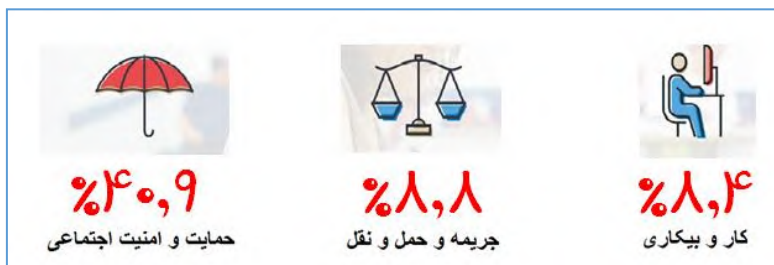 %۸,۴
کار و بیکاری
%۸,۸
جریمه و حمل و نقل
%۴۰,۹
حمایت و امنیت اجتماعی